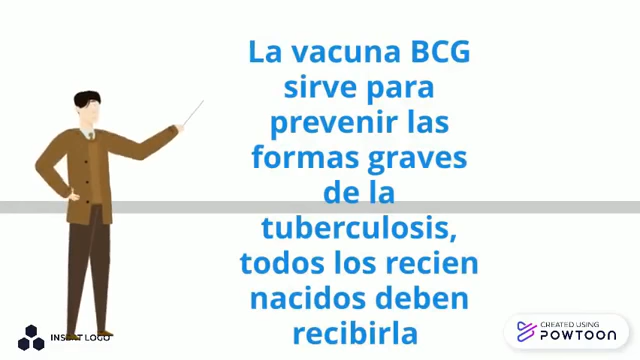 La vacuna BCG
sirve para
prevenir las
formas graves
de la
tuberculosis,
todos los recien
nacidos deben
recibirla
INSERT LOGO
CREATED USING
POWTOON